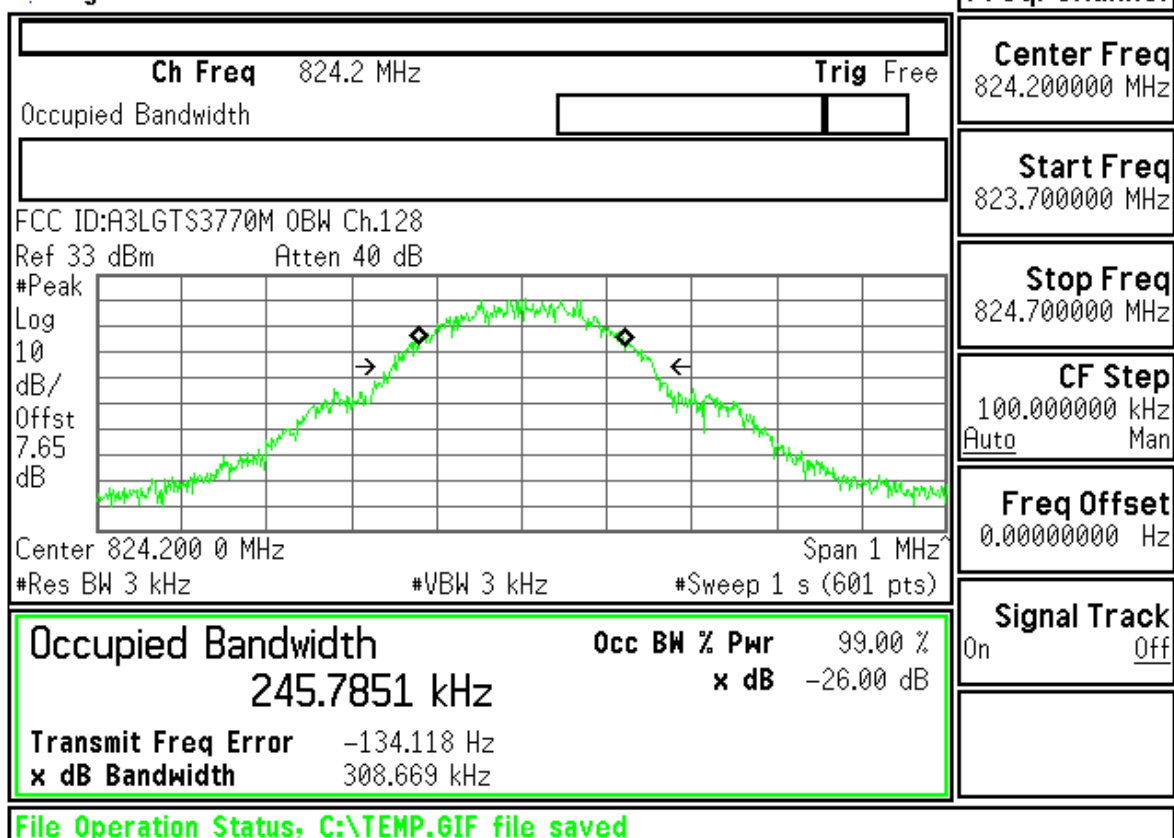 Ch Freq 824.2 MHz Trig Free
Occupied Bandwidth
FCC ID:A3LGTS3770M OBW Ch.128
Ref 33 dBm Atten 40 dB
#Peak
Log
10
dB/
Offst
7.65
dB
Center 824.200 0 MHz Span 1 MHz^
#Res BW 3 kHz #VBW 3 kHz #Sweep 1 s (601 pts)
Occupied Bandwidth Occ BW % Pwr 99.00 %
245.7851 kHz x dB -26.00 dB
Transmit Freq Error -134.118 Hz
x dB Bandwidth 308.669 kHz
File Operation Status, C:\TEMP.GIF file saved
Center Freq
824.200000 MHz
Start Freq
823.700000 MHz
Stop Freq
824.700000 MHz
CF Step
100.000000 kHz
Auto Man
Freq Offset
0.00000000 Hz
Signal Track
On Off